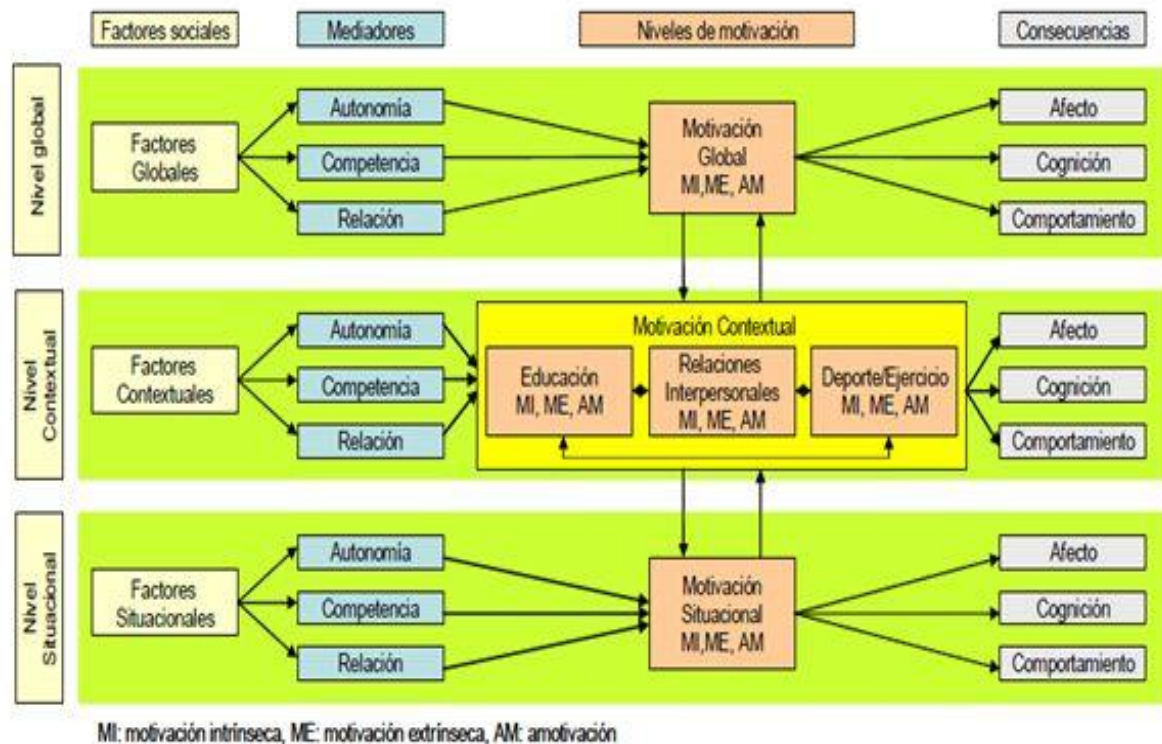 Factores sociales
Mediadores
Niveles de motivación
Consecuencias
Nivel global
Factores
Globales
Autonomía
Competencia
Relación
Motivación
Global
MI,ME, AM
Afecto
Cognición
Comportamiento
Nivel
Contextual
Factores
Contextuales
Autonomía
Competencia
Relación
Motivación Contextual
Educación
MI, ME, AM
Relaciones
Interpersonales
MI, ME, AM
Deporte/Ejercicio
MI, ME, AM
Afecto
Cognición
Comportamiento
Nivel
Situacional
Factores
Situacionales
Autonomía
Competencia
Relación
Motivación
Situacional
MI,ME, AM
Afecto
Cognición
Comportamiento
MI: motivación intrínseca, ME: motivación extrínseca, AM: amotivación